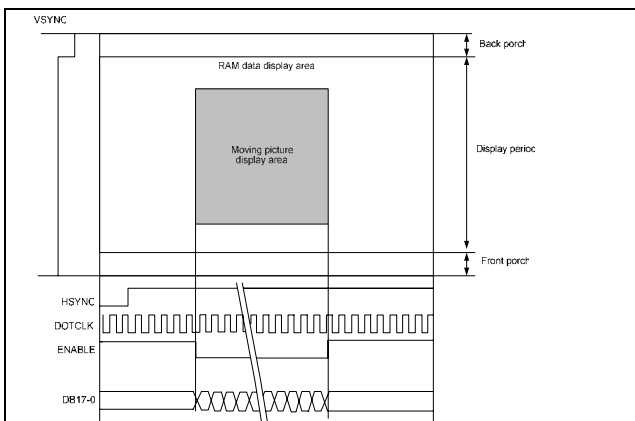 VSYNC
Back porch
RAM data display area
Moving picture
display area
Display period
Front porch
HSYNC
DOTCLK
ENABLE
DB17-0